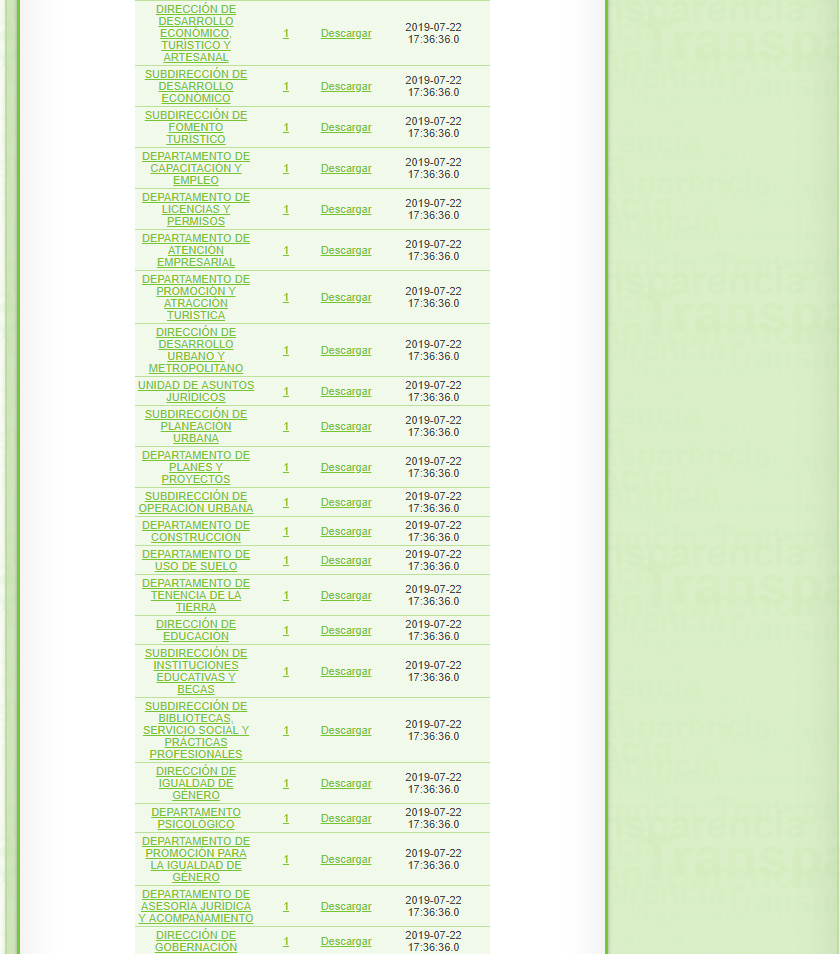 DIRECCIÓN DE
DESARROLLO
ECONÓMICO,
TURISTICO Y
ARTESANAL
1
Descargar
2019-07-22
17:36:36.0
SUBDIRECCIÓN DE
DESARROLLO
ECONÓMICO
1
Descargar
2019-07-22
17:36:36.0
SUBDIRECCIÓN DE
FOMENTO
TURÍSTICO
1
Descargar
2019-07-22
17:36:36.0
DEPARTAMENTO DE
CAPACITACIÓN Y
EMPLEO
1
Descargar
2019-07-22
17:36:36.0
DEPARTAMENTO DE
LICENCIAS Y
PERMISOS
1
Descargar
2019-07-22
17:36:36.0
DEPARTAMENTO DE
ATENCIÓN
EMPRESARIAL
1
Descargar
2019-07-22
17:36:36.0
DEPARTAMENTO DE
PROMOCIÓN Y
ATRACCIÓN
TURÍSTICA
1
Descargar
2019-07-22
17:36:36.0
DIRECCIÓN DE
DESARROLLO
URBANO Y
METROPOLITANO
1
Descargar
2019-07-22
17:36:36.0
UNIDAD DE ASUNTOS
JURÍDICOS
1
Descargar
2019-07-22
17:36:36.0
SUBDIRECCIÓN DE
PLANEACIÓN
URBANA
1
Descargar
2019-07-22
17:36:36.0
DEPARTAMENTO DE
PLANES Y
PROYECTOS
1
Descargar
2019-07-22
17:36:36.0
SUBDIRECCIÓN DE
OPERACIÓN URBANA
1
Descargar
2019-07-22
17:36:36.0
DEPARTAMENTO DE
CONSTRUCCIÓN
1
Descargar
2019-07-22
17:36:36.0
DEPARTAMENTO DE
USO DE SUELO
1
Descargar
2019-07-22
17:36:36.0
DEPARTAMENTO DE
TENENCIA DE LA
TIERRA
1
Descargar
2019-07-22
17:36:36.0
DIRECCIÓN DE
EDUCACIÓN
1
Descargar
2019-07-22
17:36:36.0
SUBDIRECCIÓN DE
INSTITUCIONES
EDUCATIVAS Y
BECAS
1
Descargar
2019-07-22
17:36:36.0
SUBDIRECCIÓN DE
BIBLIOTECAS,
SERVICIO SOCIAL Y
PRÁCTICAS
PROFESIONALES
1
Descargar
2019-07-22
17:36:36.0
DIRECCIÓN DE
IGUALDAD DE
GÉNERO
1
Descargar
2019-07-22
17:36:36.0
DEPARTAMENTO
PSICOLÓGICO
1
Descargar
2019-07-22
17:36:36.0
DEPARTAMENTO DE
PROMOCIÓN PARA
LA IGUALDAD DE
GÉNERO
1
Descargar
2019-07-22
17:36:36.0
DEPARTAMENTO DE
ASESORÍA JURÍDICA
Y ACOMPAÑAMIENTO
1
Descargar
2019-07-22
17:36:36.0
DIRECCIÓN DE
GOBERNACIÓN
1
Descargar
2019-07-22
17:36:36.0